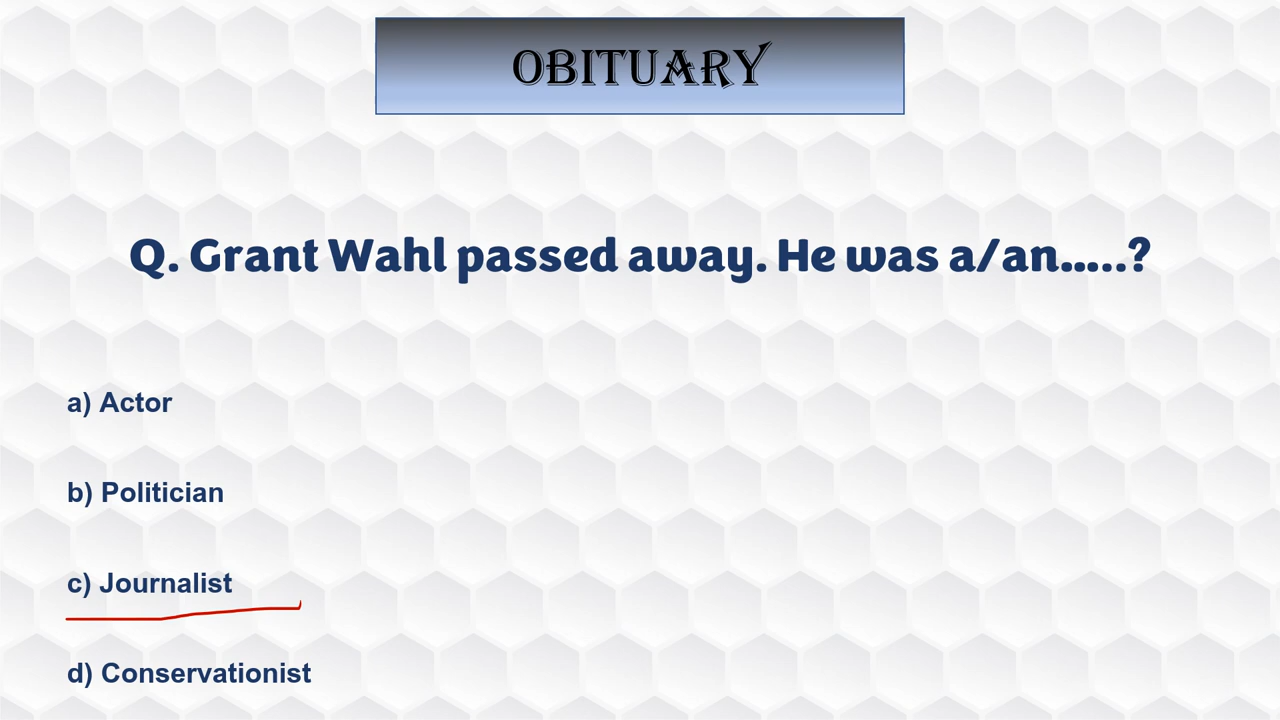 OBITUARY
Q. Grant Wahl passed away. He was a/an.....?
a) Actor
b) Politician
c) Journalist
d) Conservationist